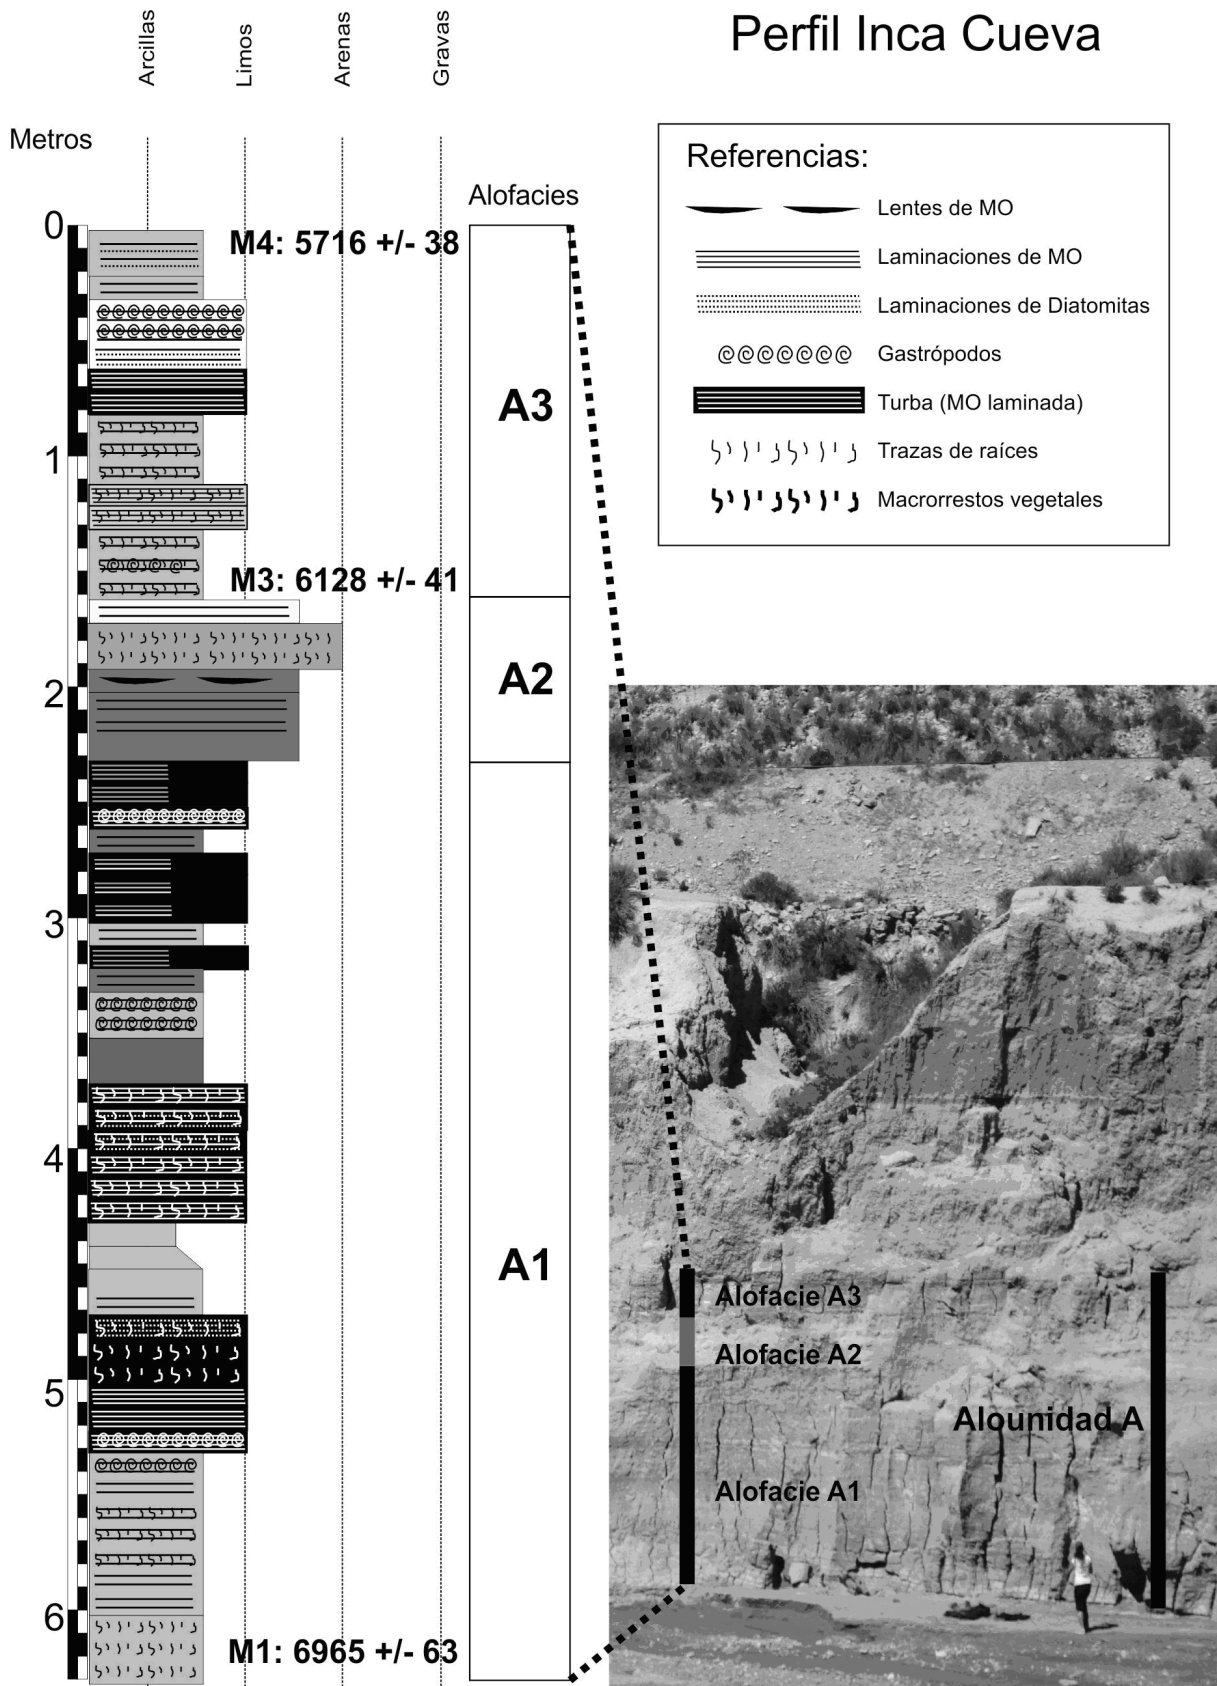 Perfil Inca Cueva
Arcillas
Limos
Arenas
Gravas
Metros
Alofacies
Referencias:
Lentes de MO
Laminaciones de MO
Laminaciones de Diatomitas
Gastrópodos
Turba (MO laminada)
Trazas de raíces
Macrorrestos vegetales
0
M4: 5716 +/- 38
A3
1
M3: 6128 +/- 41
A2
2
3
4
A1
5
6
M1: 6965 +/- 63
Alofacie A3
Alofacie A2
Alounidad A
Alofacie A1